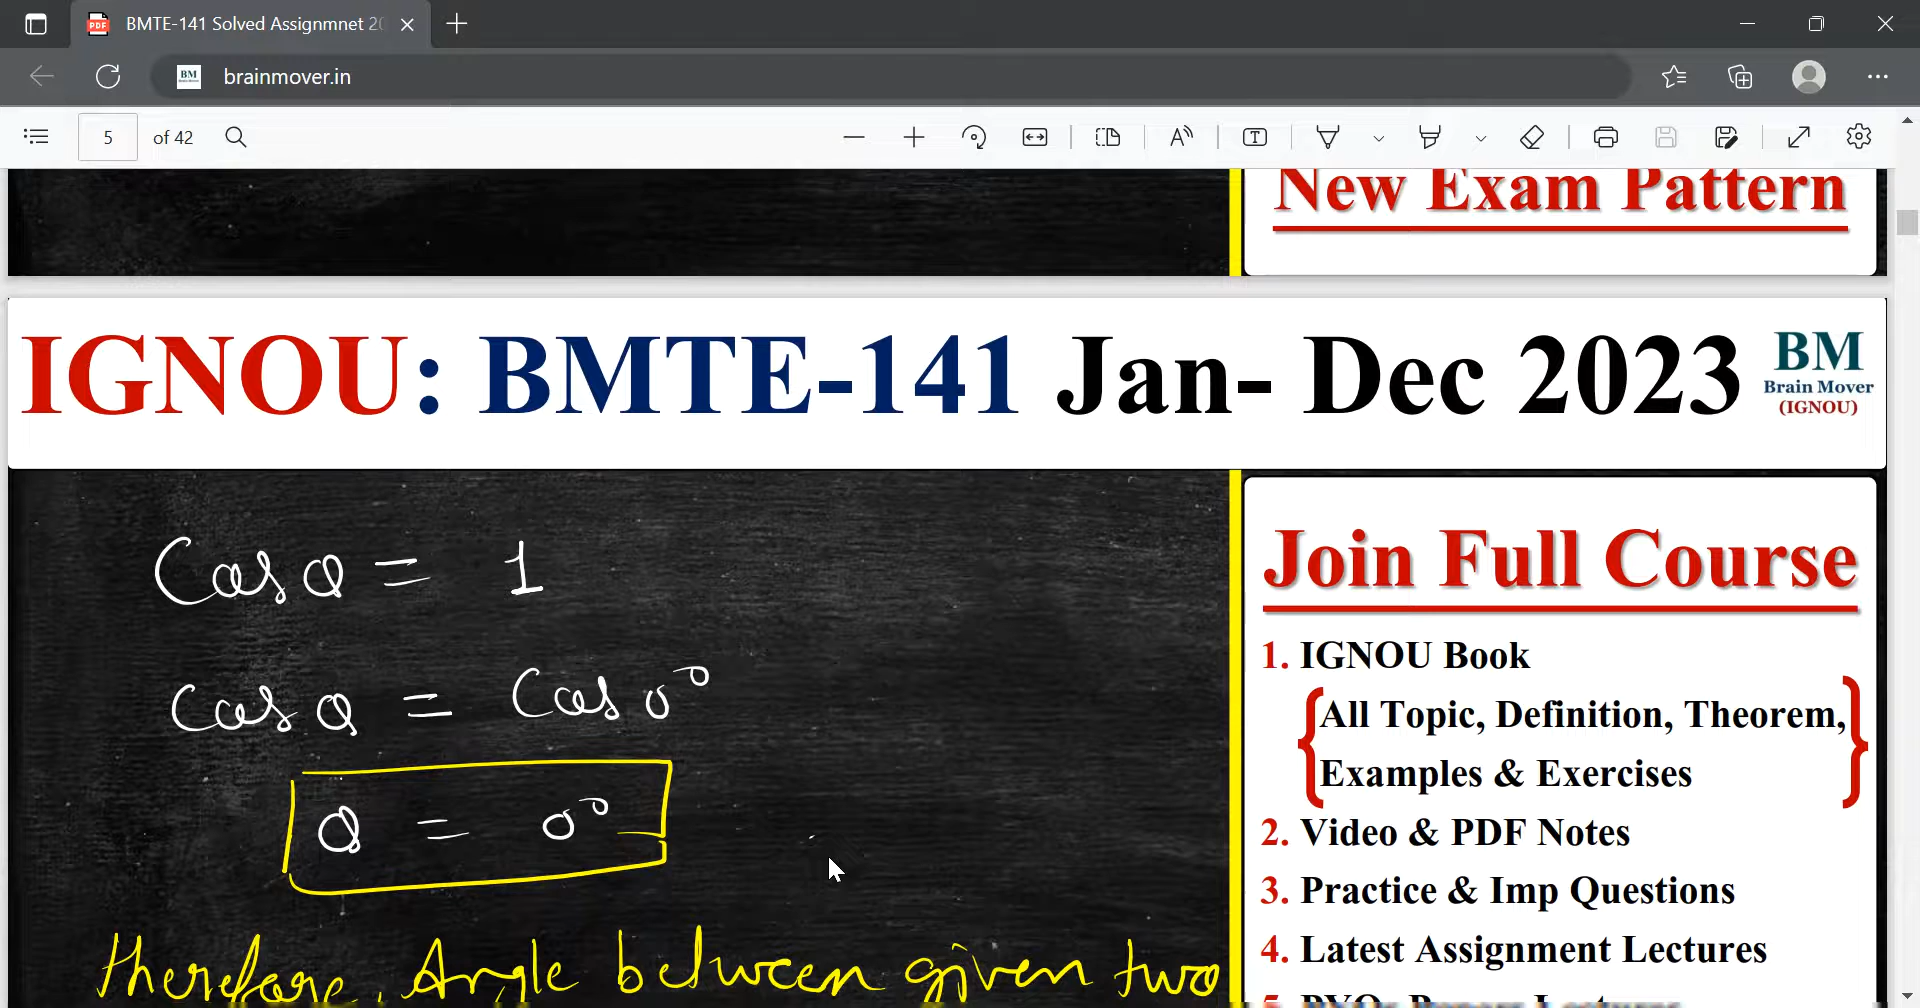 BMTE-141 Solved Assignmnet 20
brainmover.in
5 of 42
New Exam Pattern
IGNOU: BMTE-141 Jan- Dec 2023
BM
Brain Mover
(IGNOU)
Cos θ = 1
Cos θ = Cos 0°
θ = 0°
therefore, Angle between given two
Join Full Course
1. IGNOU Book
{All Topic, Definition, Theorem,
Examples & Exercises}
2. Video & PDF Notes
3. Practice & Imp Questions
4. Latest Assignment Lectures